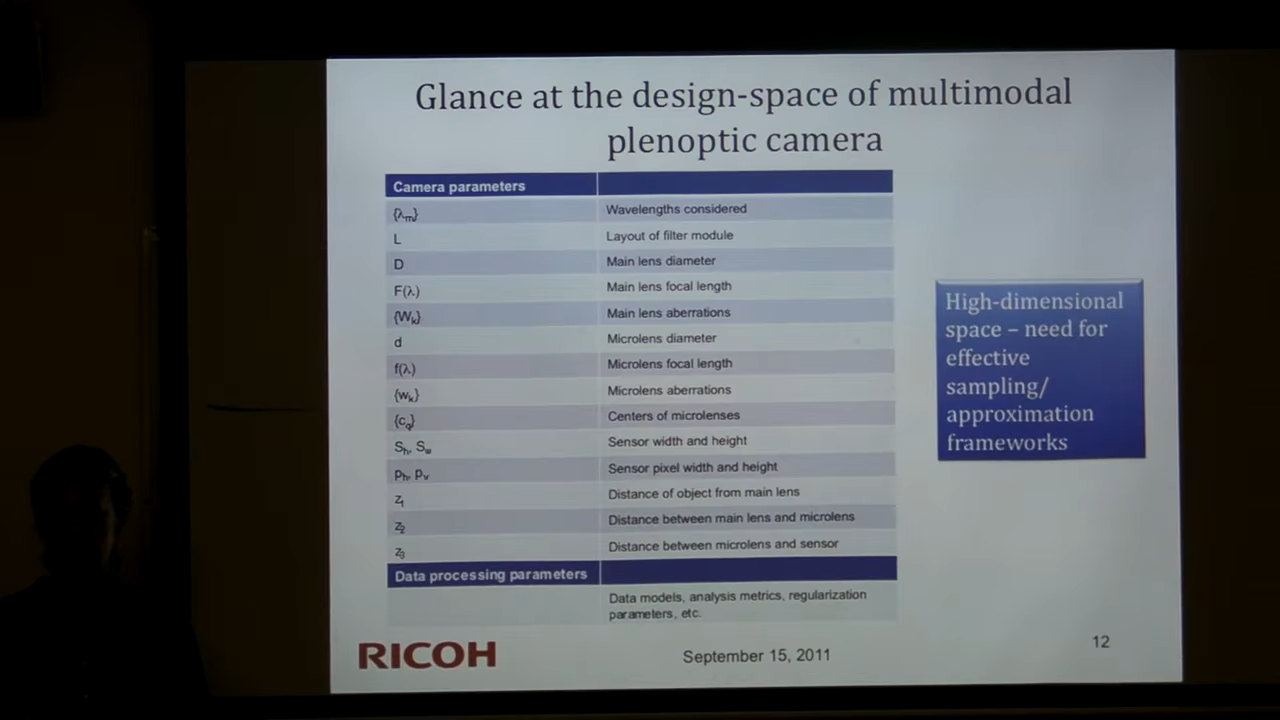 Glance at the design-space of multimodal
plenoptic camera
Camera parameters
{λm} Wavelengths considered
L Layout of filter module
D Main lens diameter
F(λ) Main lens focal length
{Wk} Main lens aberrations
d Microlens diameter
f(λ) Microlens focal length
{wk} Microlens aberrations
{cq} Centers of microlenses
Sh, Sw Sensor width and height
ph, pv Sensor pixel width and height
z1 Distance of object from main lens
z2 Distance between main lens and microlens
z3 Distance between microlens and sensor
Data processing parameters
Data models, analysis metrics, regularization
parameters, etc.
High-dimensional
space – need for
effective
sampling/
approximation
frameworks
RICOH
September 15, 2011
12